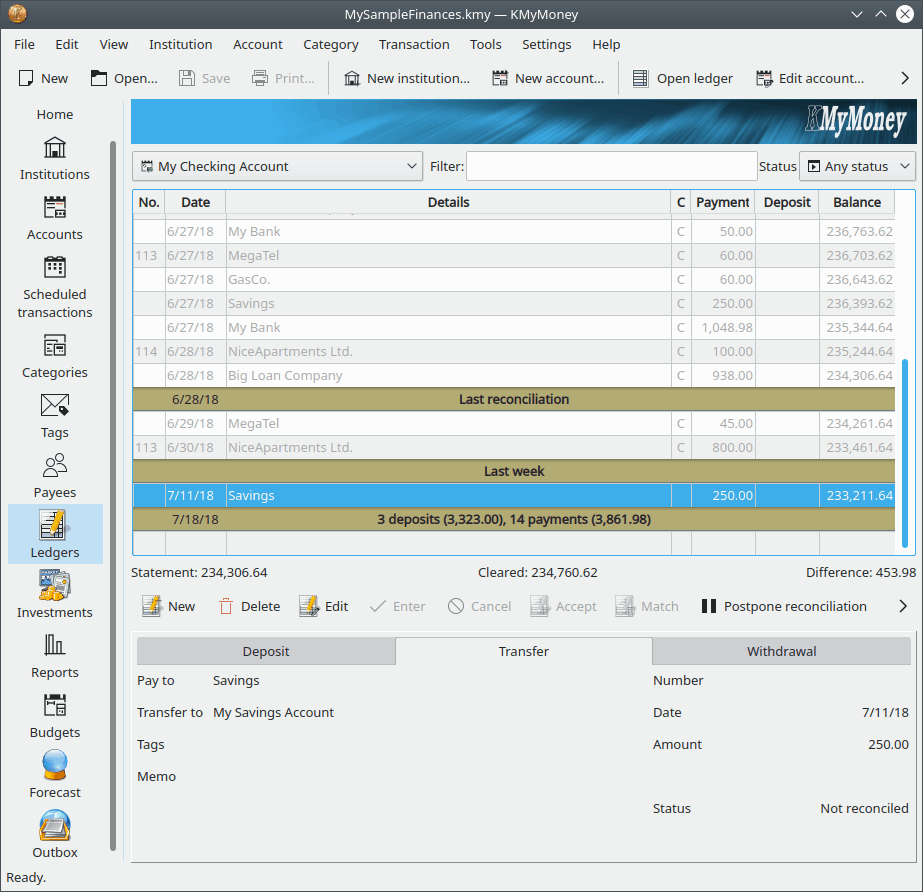 MySampleFinances.kmy — KMyMoney
File Edit View Institution Account Category Transaction Tools Settings Help
New Open... Save Print... New institution... New account... Open ledger Edit account...
Home
Institutions
Accounts
Scheduled
transactions
Categories
Tags
Payees
Ledgers
Investments
Reports
Budgets
Forecast
Outbox
KMyMoney
My Checking Account Filter: Status Any status
No. Date Details C Payment Deposit Balance
6/27/18 My Bank C 50.00 236,763.62
113 6/27/18 MegaTel C 60.00 236,703.62
6/27/18 GasCo. C 60.00 236,643.62
6/27/18 Savings C 250.00 236,393.62
6/27/18 My Bank C 1,048.98 235,344.64
114 6/28/18 NiceApartments Ltd. C 100.00 235,244.64
6/28/18 Big Loan Company C 938.00 234,306.64
6/28/18 Last reconciliation
6/29/18 MegaTel C 45.00 234,261.64
113 6/30/18 NiceApartments Ltd. C 800.00 233,461.64
Last week
7/11/18 Savings 250.00 233,211.64
7/18/18 3 deposits (3,323.00), 14 payments (3,861.98)
Statement: 234,306.64 Cleared: 234,760.62 Difference: 453.98
New Delete Edit Enter Cancel Accept Match Postpone reconciliation
Deposit Transfer Withdrawal
Pay to Savings Number
Transfer to My Savings Account Date 7/11/18
Tags Amount 250.00
Memo
Status Not reconciled
Ready.